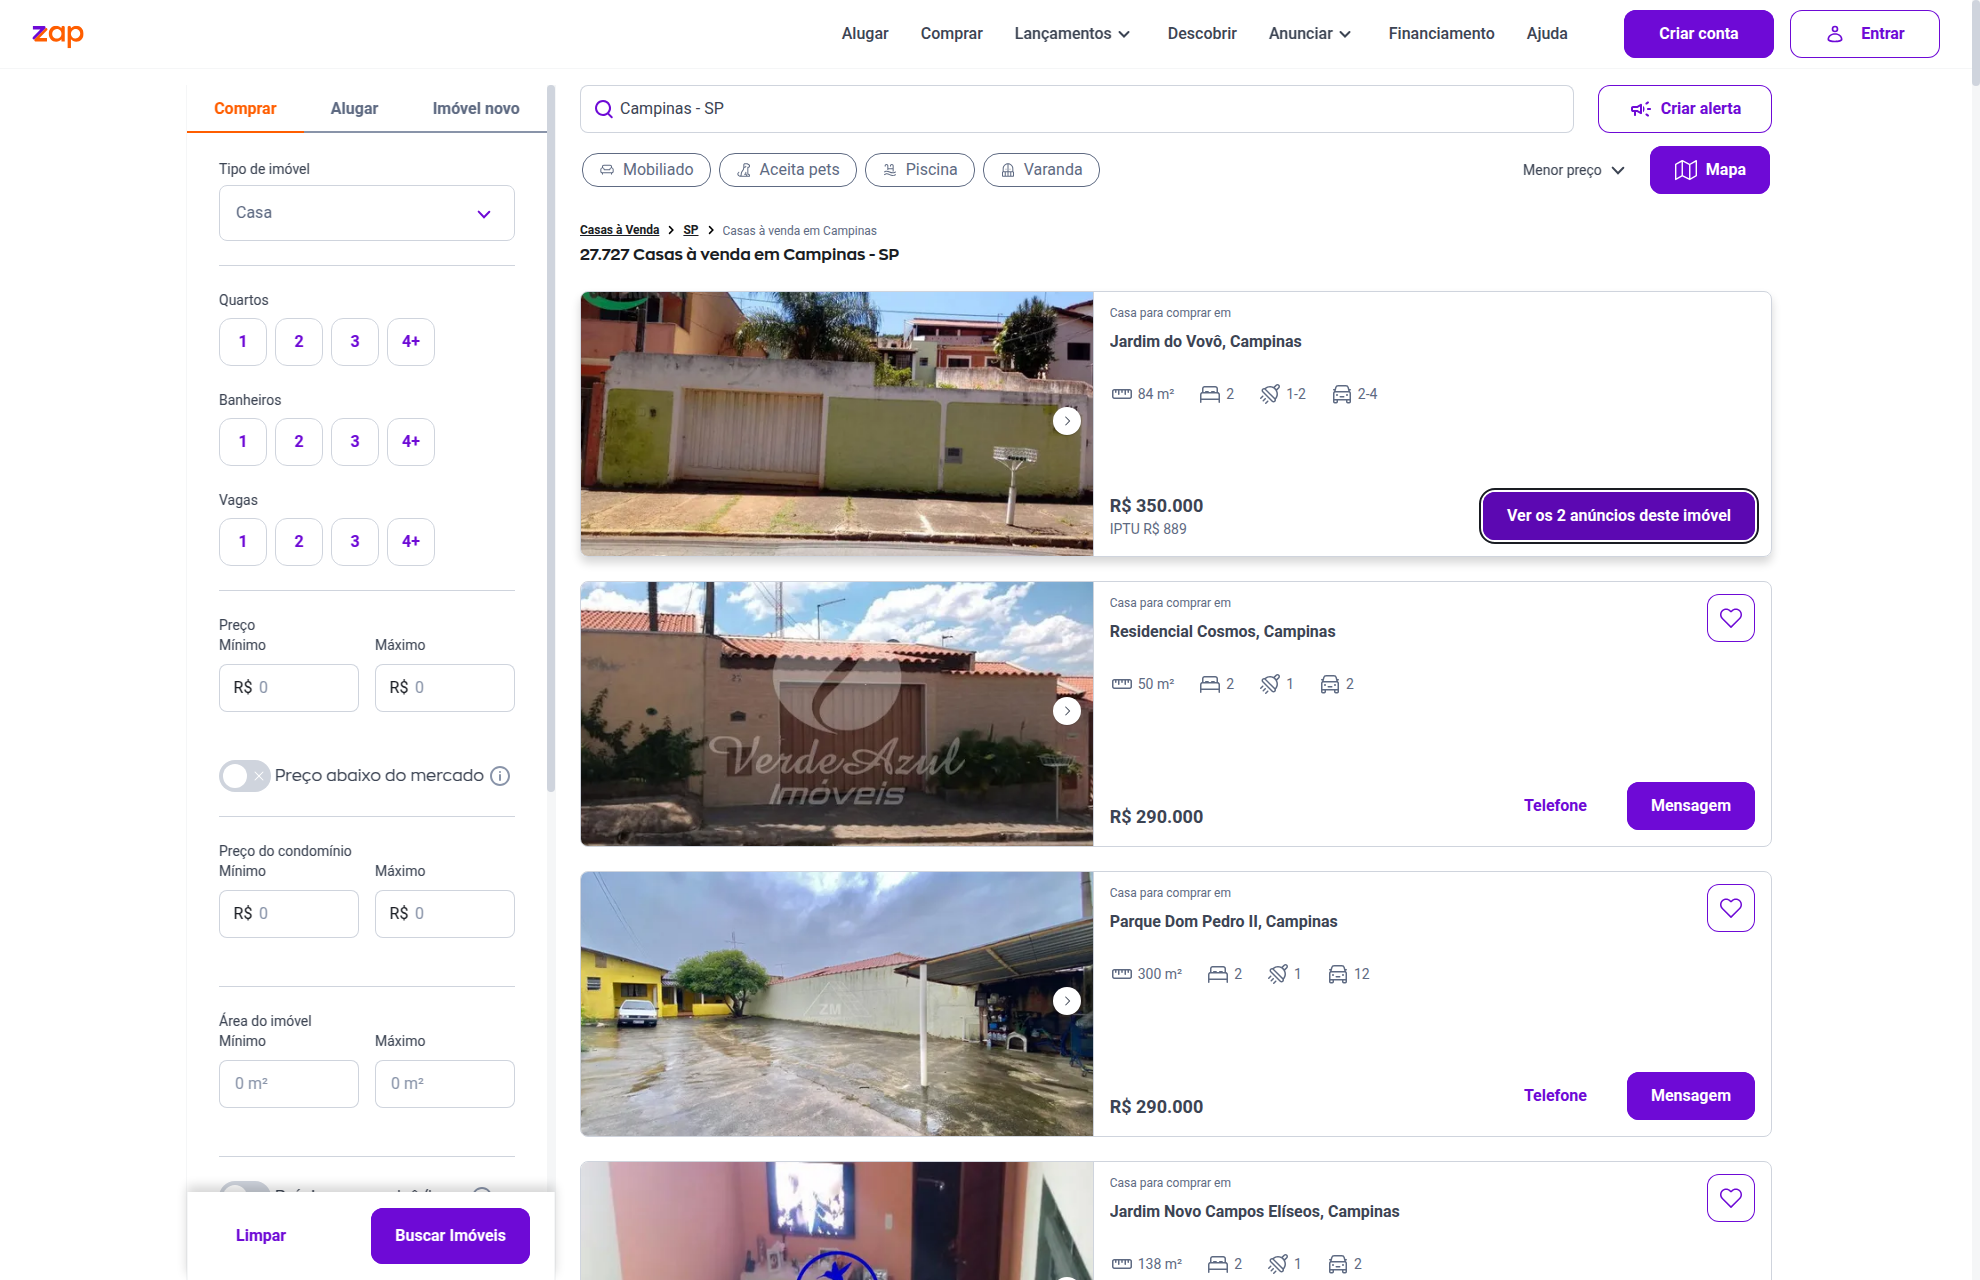 zap
Alugar
Comprar
Lançamentos
Descobrir
Anunciar
Financiamento
Ajuda
Criar conta
Entrar
Comprar
Alugar
Imóvel novo
Tipo de imóvel
Casa
Quartos
1
2
3
4+
Banheiros
1
2
3
4+
Vagas
1
2
3
4+
Preço
Mínimo
Máximo
R$ 0
R$ 0
Preço abaixo do mercado
Preço do condomínio
Mínimo
Máximo
R$ 0
R$ 0
Área do imóvel
Mínimo
Máximo
0 m²
0 m²
Limpar
Buscar Imóveis
Campinas - SP
Criar alerta
Mobiliado
Aceita pets
Piscina
Varanda
Menor preço
Mapa
Casas à Venda > SP > Casas à venda em Campinas
27.727 Casas à venda em Campinas - SP
Casa para comprar em
Jardim do Vovô, Campinas
84 m² 2 1-2 2-4
R$ 350.000
IPTU R$ 889
Ver os 2 anúncios deste imóvel
VerdeAzul
Imóveis
Casa para comprar em
Residencial Cosmos, Campinas
50 m² 2 1 2
R$ 290.000
Telefone
Mensagem
ZM
Casa para comprar em
Parque Dom Pedro II, Campinas
300 m² 2 1 12
R$ 290.000
Telefone
Mensagem
Casa para comprar em
Jardim Novo Campos Elíseos, Campinas
138 m² 2 1 2